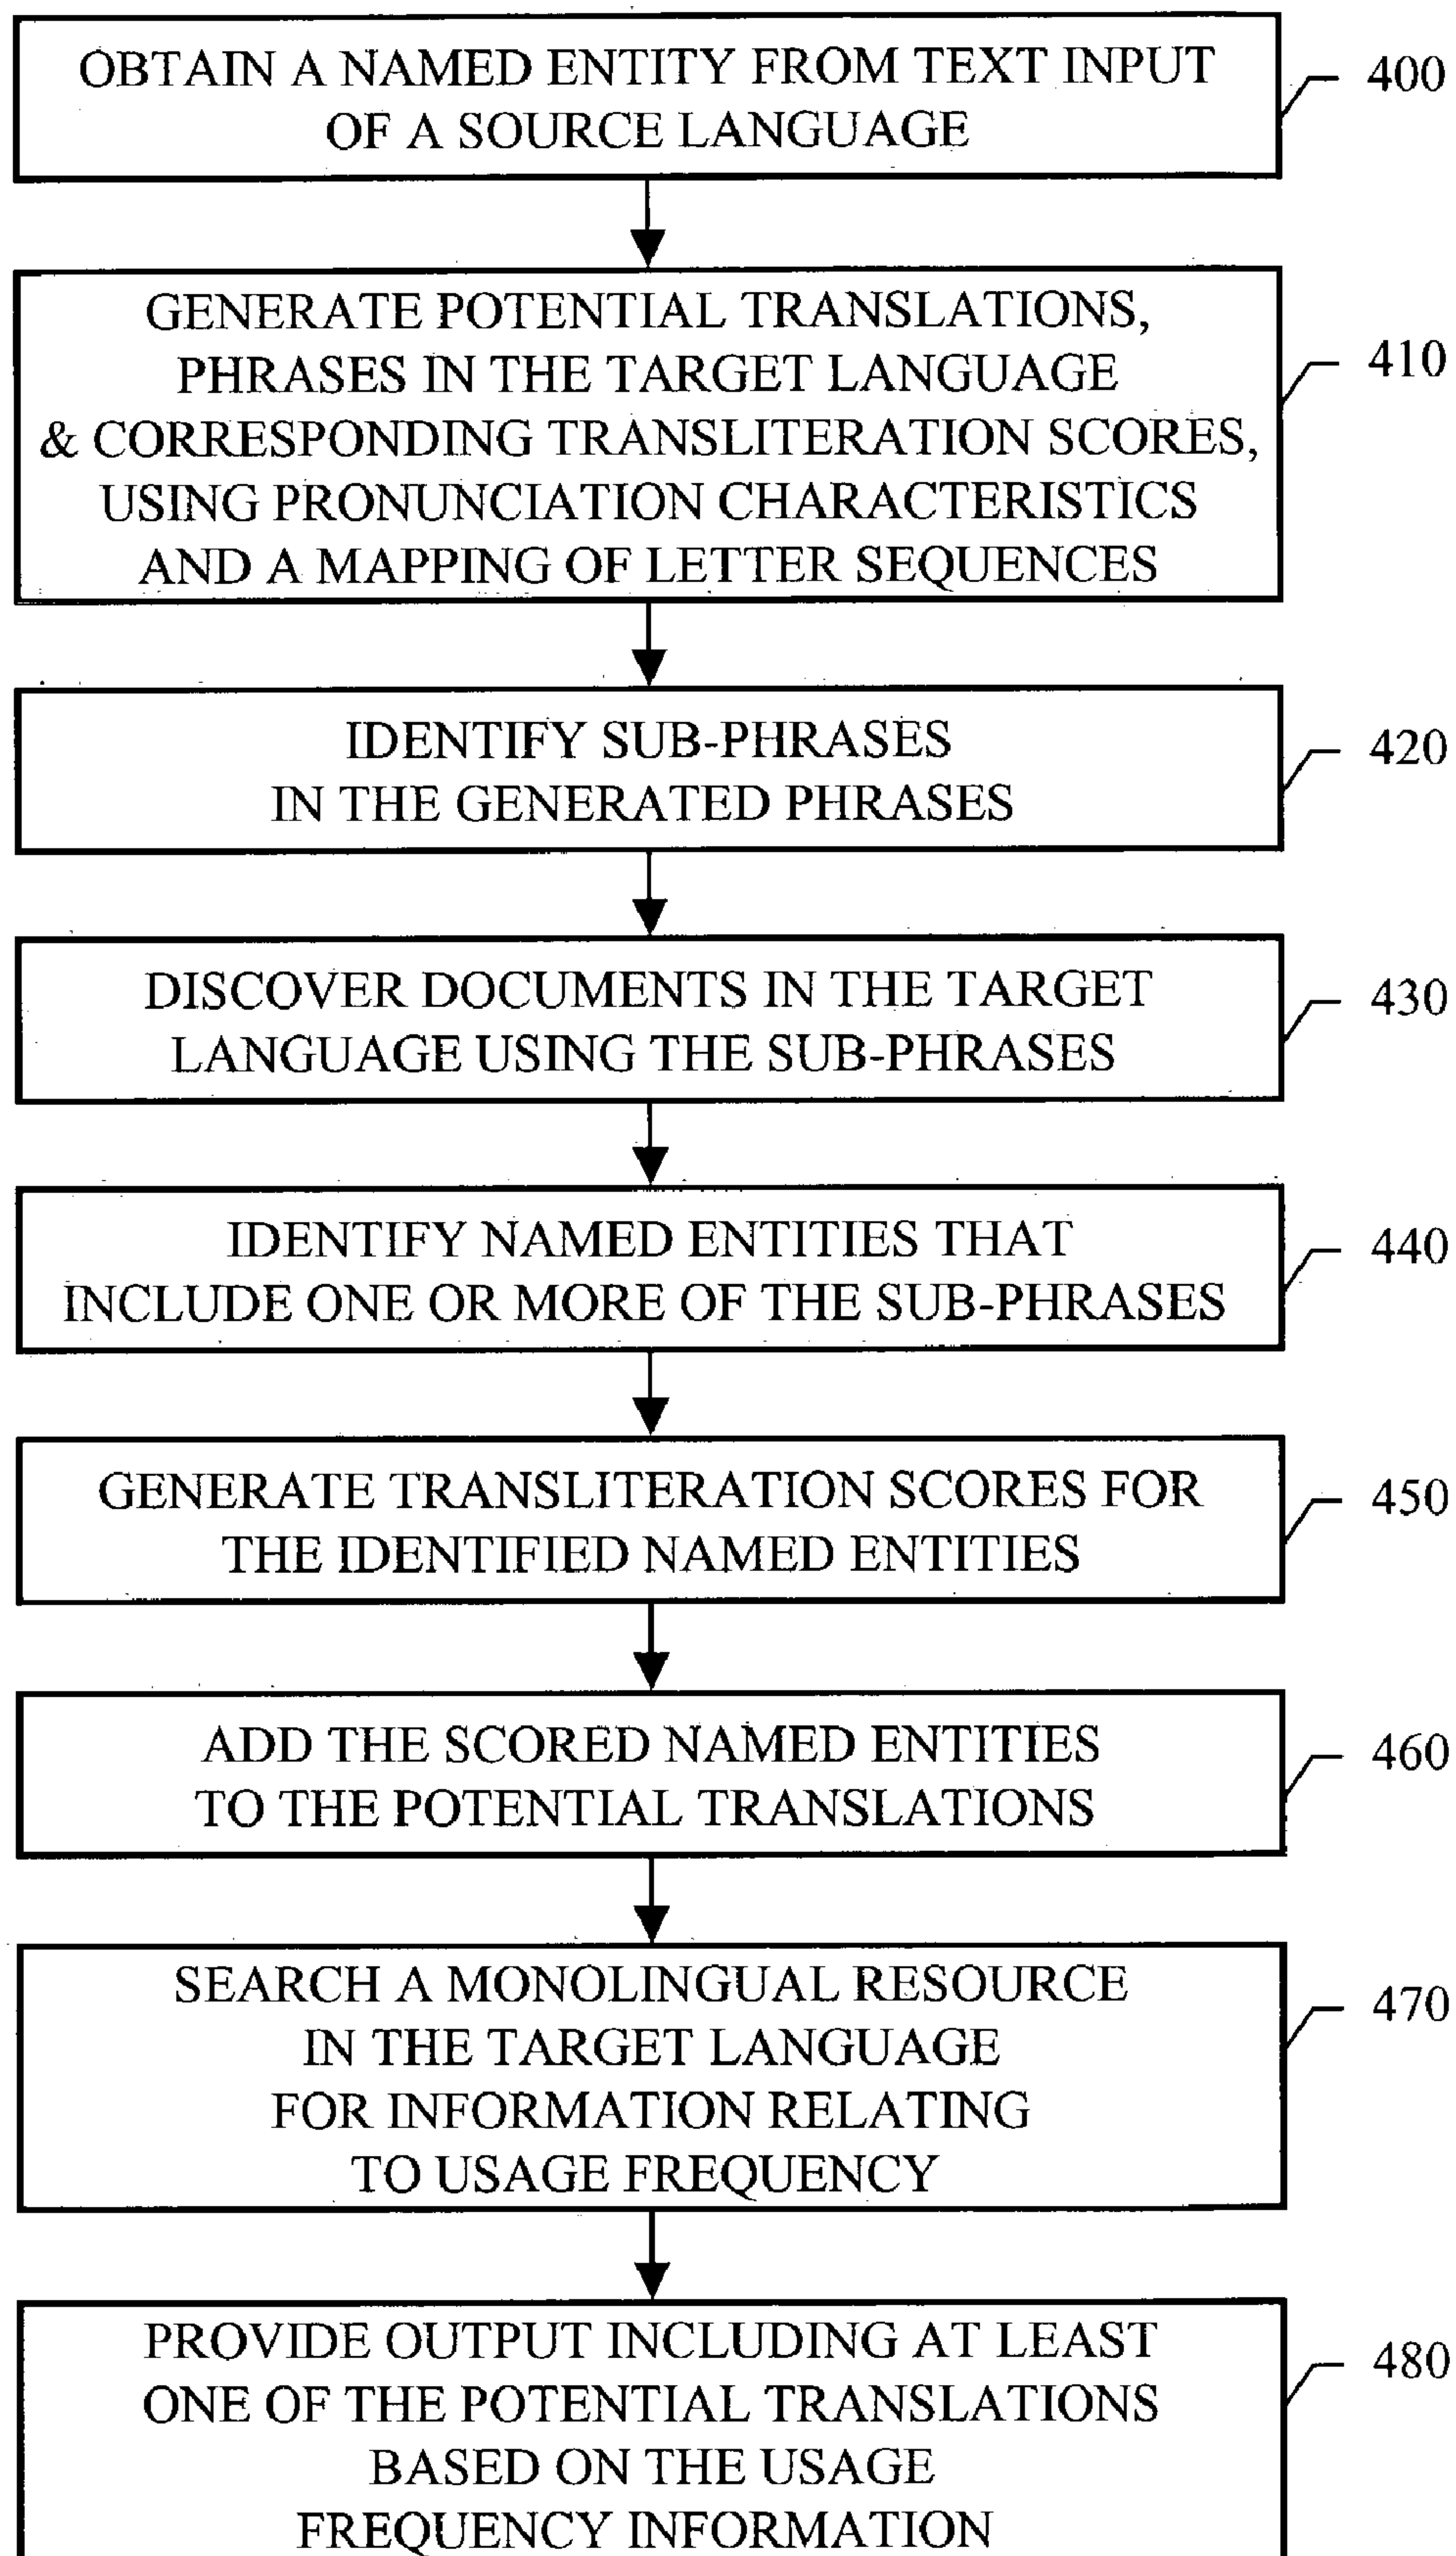 OBTAIN A NAMED ENTITY FROM TEXT INPUT
OF A SOURCE LANGUAGE
400
GENERATE POTENTIAL TRANSLATIONS,
PHRASES IN THE TARGET LANGUAGE
& CORRESPONDING TRANSLITERATION SCORES,
USING PRONUNCIATION CHARACTERISTICS
AND A MAPPING OF LETTER SEQUENCES
410
IDENTIFY SUB-PHRASES
IN THE GENERATED PHRASES
420
DISCOVER DOCUMENTS IN THE TARGET
LANGUAGE USING THE SUB-PHRASES
430
IDENTIFY NAMED ENTITIES THAT
INCLUDE ONE OR MORE OF THE SUB-PHRASES
440
GENERATE TRANSLITERATION SCORES FOR
THE IDENTIFIED NAMED ENTITIES
450
ADD THE SCORED NAMED ENTITIES
TO THE POTENTIAL TRANSLATIONS
460
SEARCH A MONOLINGUAL RESOURCE
IN THE TARGET LANGUAGE
FOR INFORMATION RELATING
TO USAGE FREQUENCY
470
PROVIDE OUTPUT INCLUDING AT LEAST
ONE OF THE POTENTIAL TRANSLATIONS
BASED ON THE USAGE
FREQUENCY INFORMATION
480